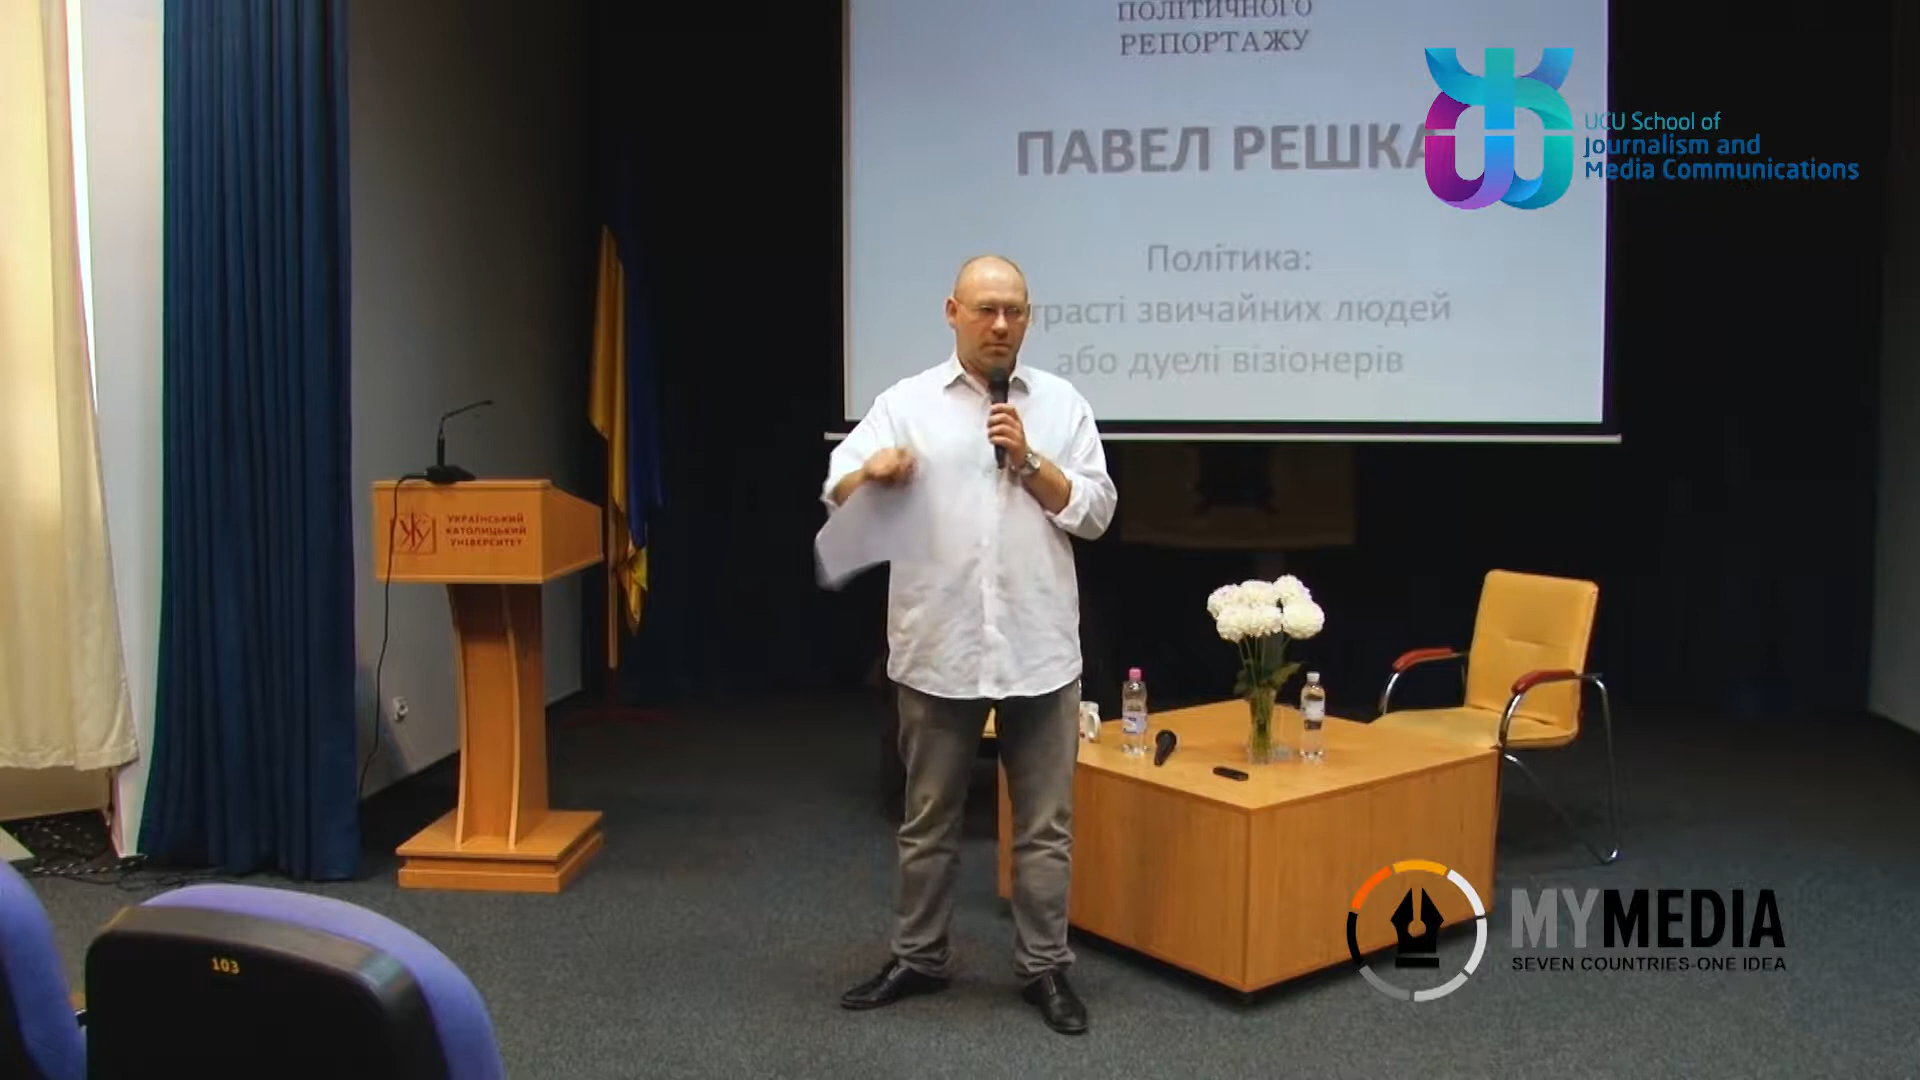 ПОЛІТИЧНОГО
РЕПОРТАЖУ
ПАВЕЛ РЕШКА
Політика:
трасті звичайних людей
або дуелі візіонерів
UCU School of
Journalism and
Media Communications
УКРАЇНСЬКИЙ
КАТОЛИЦЬКИЙ
УНІВЕРСИТЕТ
MYMEDIA
SEVEN COUNTRIES-ONE IDEA
103